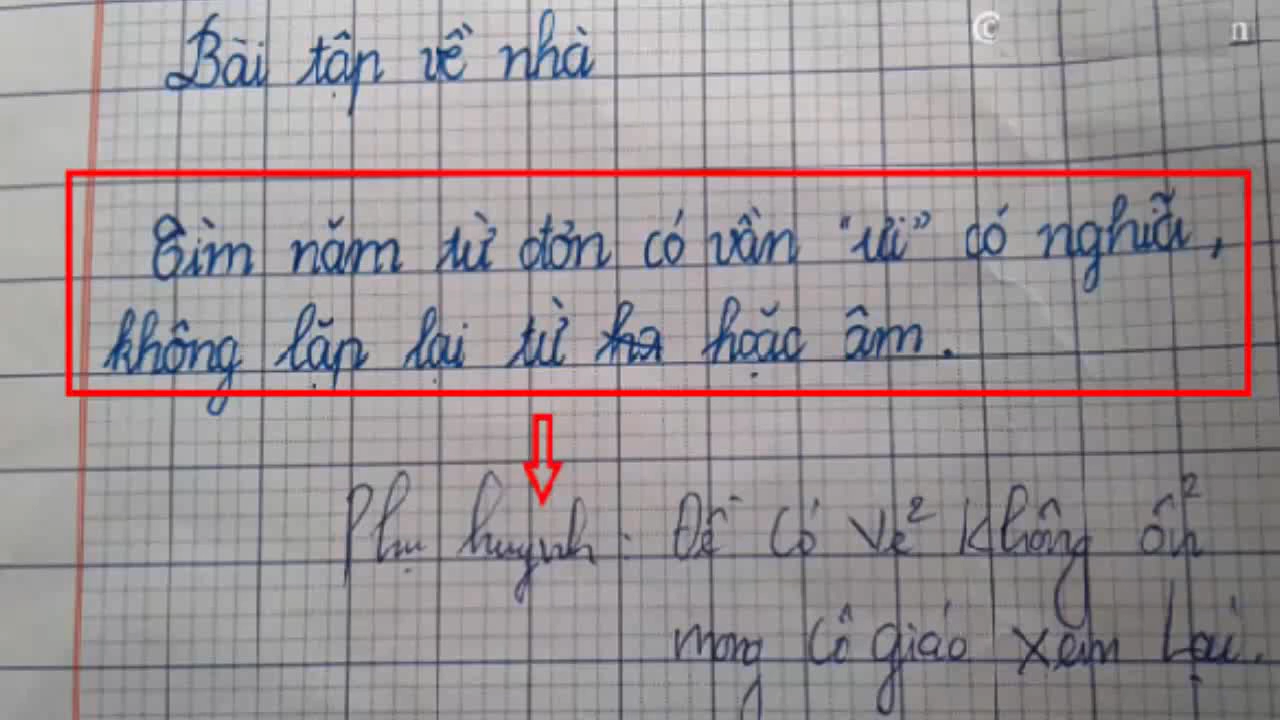 Bài tập về nhà
Tìm năm từ đơn có vần "ưi" có nghĩa,
không lặp lại từ hoặc âm.
Phụ huynh: Đề có vẻ không ổn
mong Cô giáo xem lại.